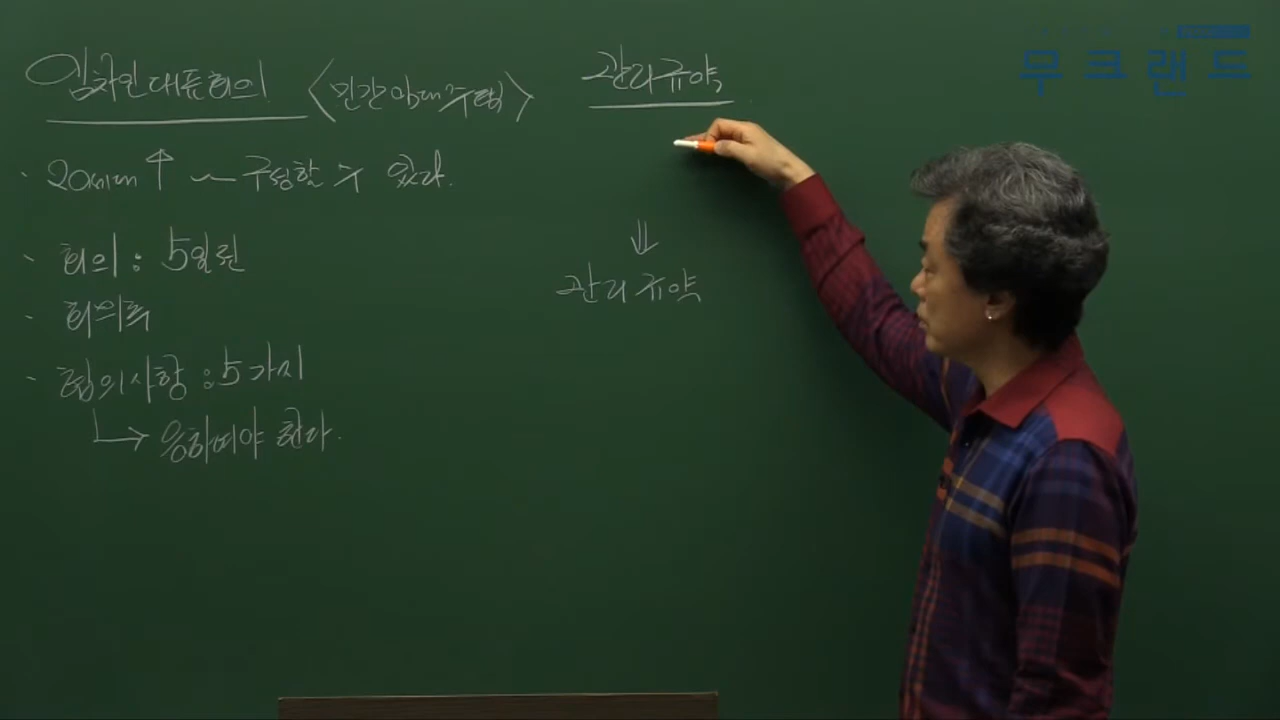 임차인대표회의 <민간임대주택>
· 20세대 ↑ ~ 구성할 수 있다.
- 회의 : 5일전
- 회의록
- 협의사항 : 5가지
↳ 응하여야 한다.
관리규약
⇓
관리규약
무크랜드